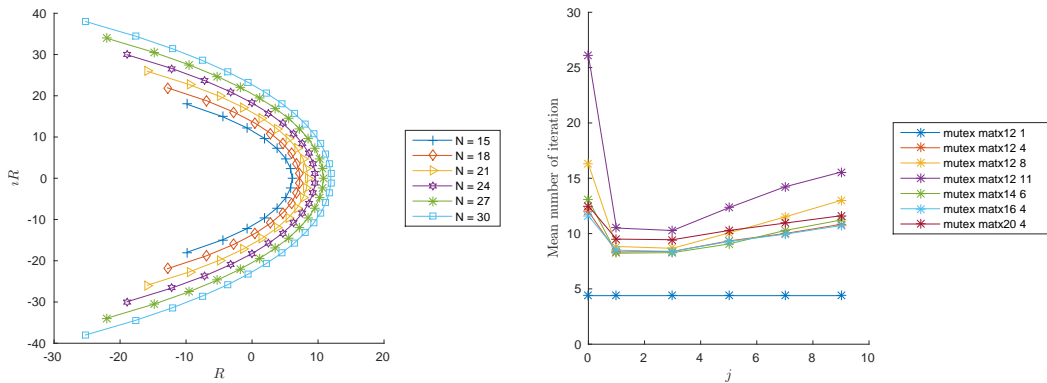 40
30
20
10
0
-10
-20
-30
-40
ıR
-30
-20
-10
0
10
20
R
N = 15
N = 18
N = 21
N = 24
N = 27
N = 30
30
25
20
15
10
5
0
Mean number of iteration
0
2
4
6
8
10
j
mutex matx12 1
mutex matx12 4
mutex matx12 8
mutex matx12 11
mutex matx14 6
mutex matx16 4
mutex matx20 4